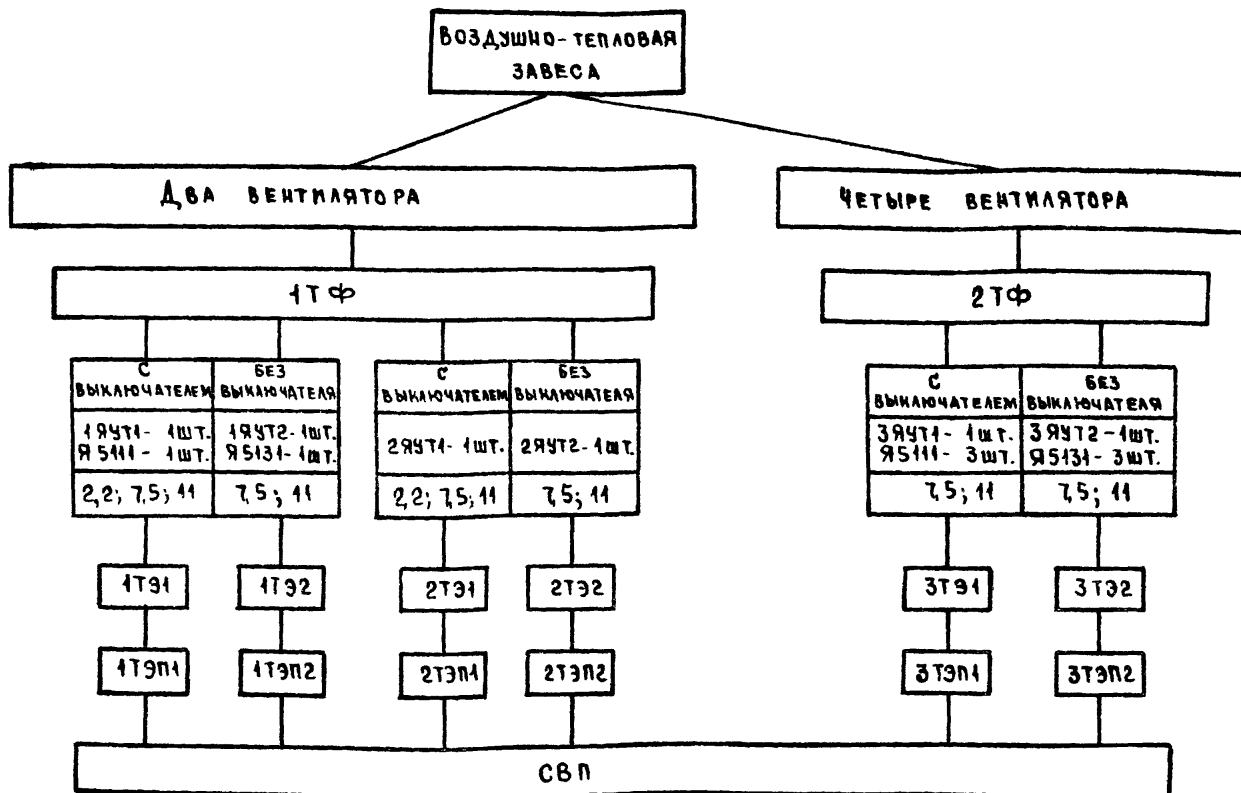 ВОЗДУШНО-ТЕПЛОВАЯ
ЗАВЕСА
ДВА ВЕНТИЛЯТОРА
ЧЕТЫРЕ ВЕНТИЛЯТОРА
1ТФ
2ТФ
С
ВЫКЛЮЧАТЕЛЕМ
БЕЗ
ВЫКЛЮЧАТЕЛЯ
С
ВЫКЛЮЧАТЕЛЕМ
БЕЗ
ВЫКЛЮЧАТЕЛЯ
С
ВЫКЛЮЧАТЕЛЕМ
БЕЗ
ВЫКЛЮЧАТЕЛЯ
1ЯУТ1- 1шт.
Я5111- 1шт.
1ЯУТ2- 1шт.
Я5131- 1шт.
2ЯУТ1- 1шт.
2ЯУТ2- 1шт.
3ЯУТ1- 1шт.
Я5111- 3шт.
3ЯУТ2- 1шт.
Я5131- 3шт.
2,2; 7,5; 11
7,5; 11
2,2; 7,5; 11
7,5; 11
7,5; 11
7,5; 11
1ТЭ1
1ТЭ2
2ТЭ1
2ТЭ2
3ТЭ1
3ТЭ2
1ТЭП1
1ТЭП2
2ТЭП1
2ТЭП2
3ТЭП1
3ТЭП2
СВП